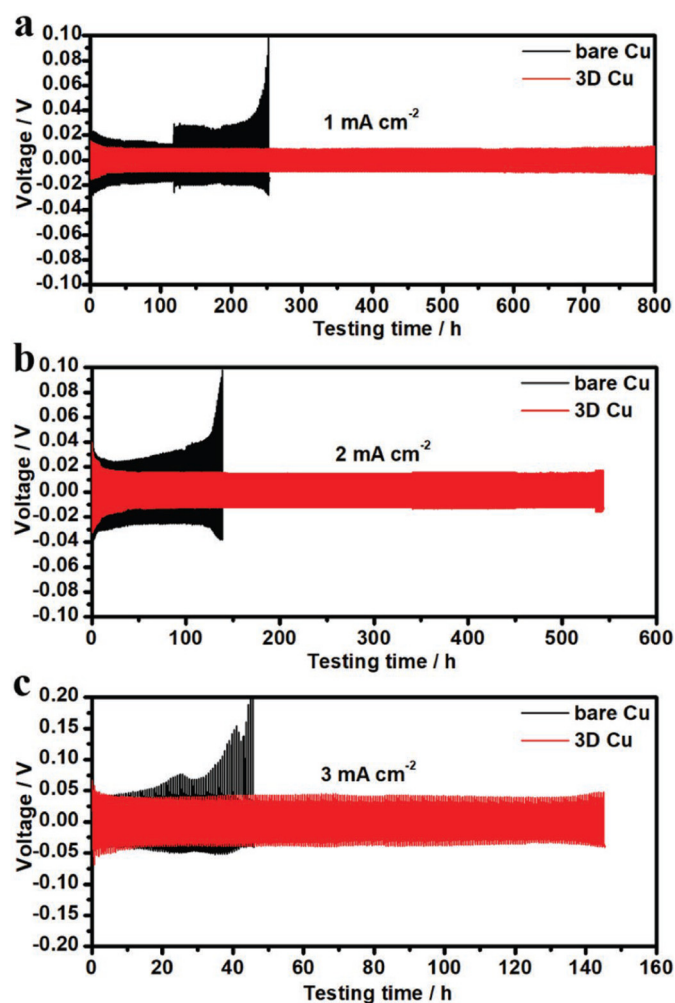 a
0.10
0.08
0.06
0.04
0.02
0.00
-0.02
-0.04
-0.06
-0.08
-0.10
Voltage / V
bare Cu
3D Cu
1 mA cm⁻²
0 100 200 300 400 500 600 700 800
Testing time / h
b
0.10
0.08
0.06
0.04
0.02
0.00
-0.02
-0.04
-0.06
-0.08
-0.10
Voltage / V
bare Cu
3D Cu
2 mA cm⁻²
0 100 200 300 400 500 600
Testing time / h
c
0.20
0.15
0.10
0.05
0.00
-0.05
-0.10
-0.15
-0.20
Voltage / V
bare Cu
3D Cu
3 mA cm⁻²
0 20 40 60 80 100 120 140 160
Testing time / h